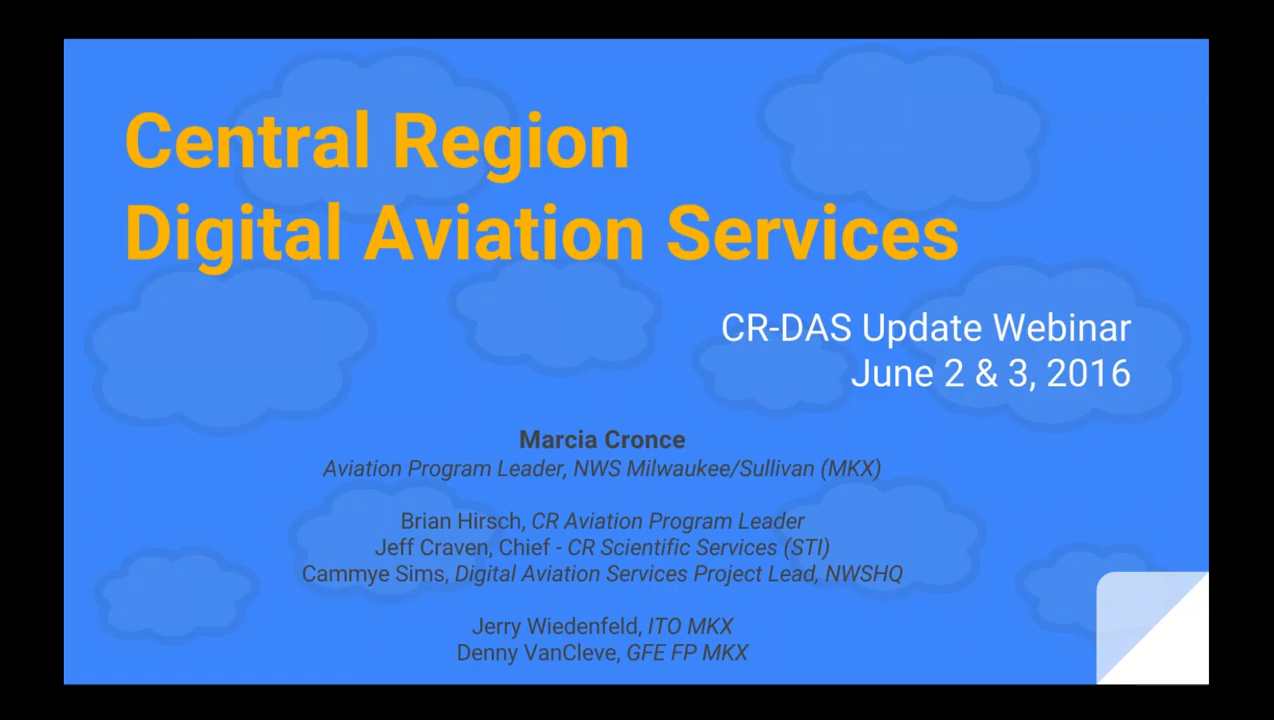 Central Region
Digital Aviation Services
CR-DAS Update Webinar
June 2 & 3, 2016
Marcia Cronce
Aviation Program Leader, NWS Milwaukee/Sullivan (MKX)
Brian Hirsch, CR Aviation Program Leader
Jeff Craven, Chief - CR Scientific Services (STI)
Cammye Sims, Digital Aviation Services Project Lead, NWSHQ
Jerry Wiedenfeld, ITO MKX
Denny VanCleve, GFE FP MKX